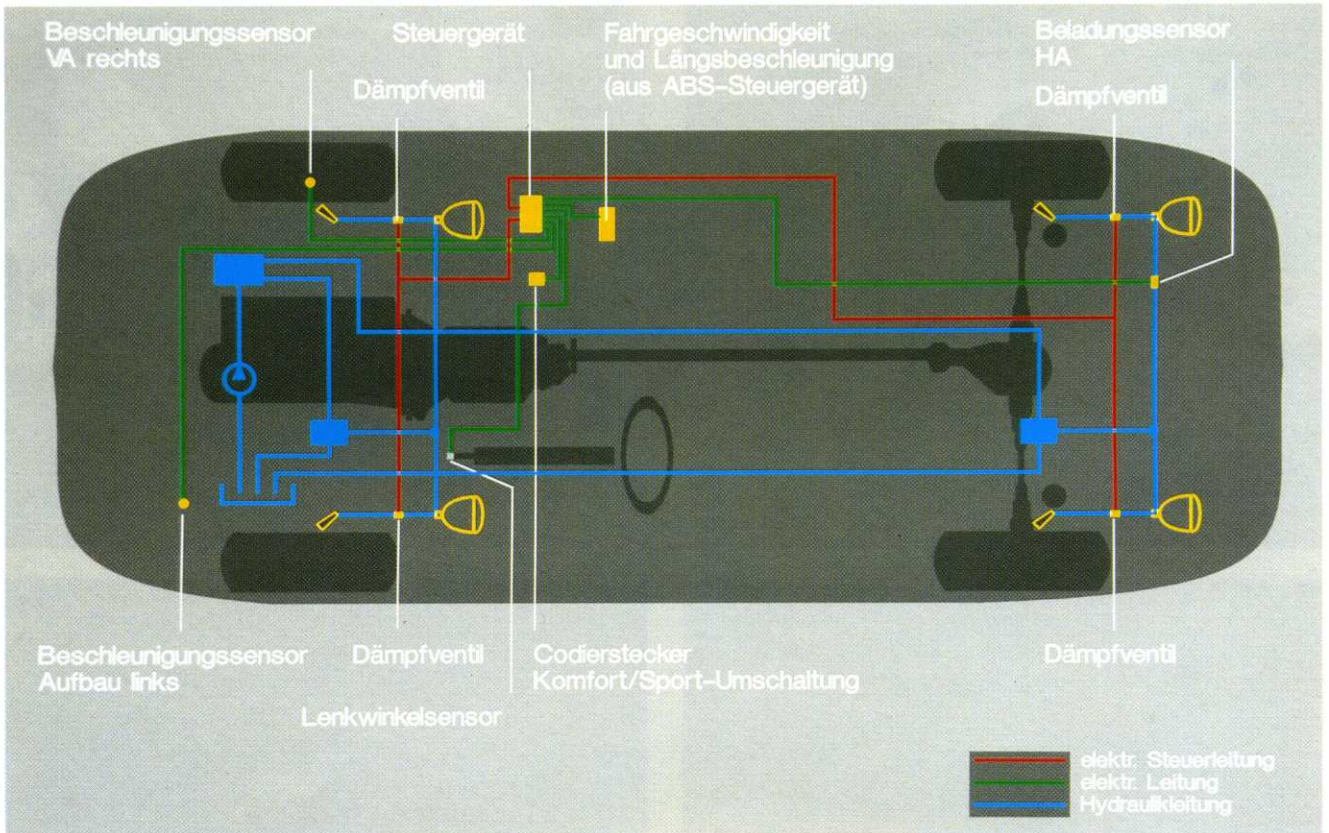 Beschleunigungssensor
VA rechts
Steuergerät
Dämpfventil
Fahrgeschwindigkeit
und Längsbeschleunigung
(aus ABS-Steuergerät)
Beladungssensor
HA
Dämpfventil
Beschleunigungssensor
Aufbau links
Dämpfventil
Lenkwinkelsensor
Codierstecker
Komfort/Sport-Umschaltung
Dämpfventil
elektr. Steuerleitung
elektr. Leitung
Hydraulikleitung